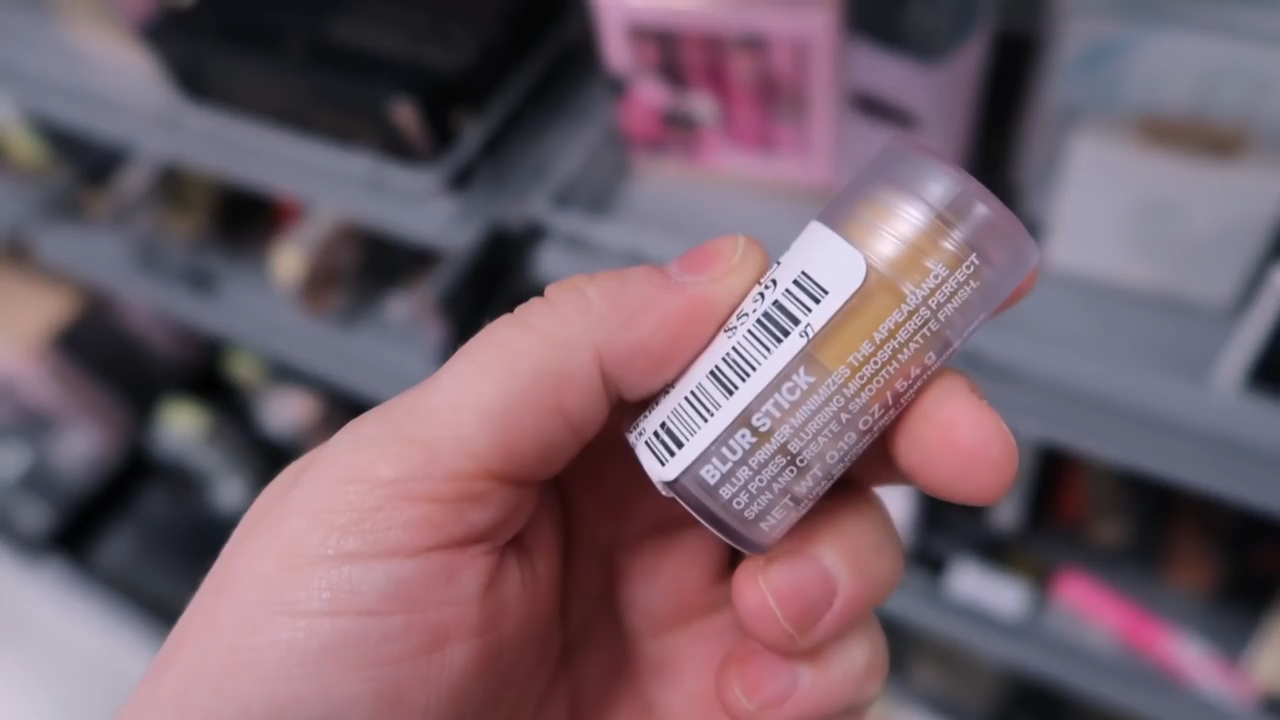 $5.99
97
BLUR STICK
BLUR PRIMER MINIMIZES THE APPEARANCE
OF PORES. BLURRING MICROSPHERES PERFECT
SKIN AND CREATE A SMOOTH MATTE FINISH.
NET WT 0.19 OZ / 5.4 g